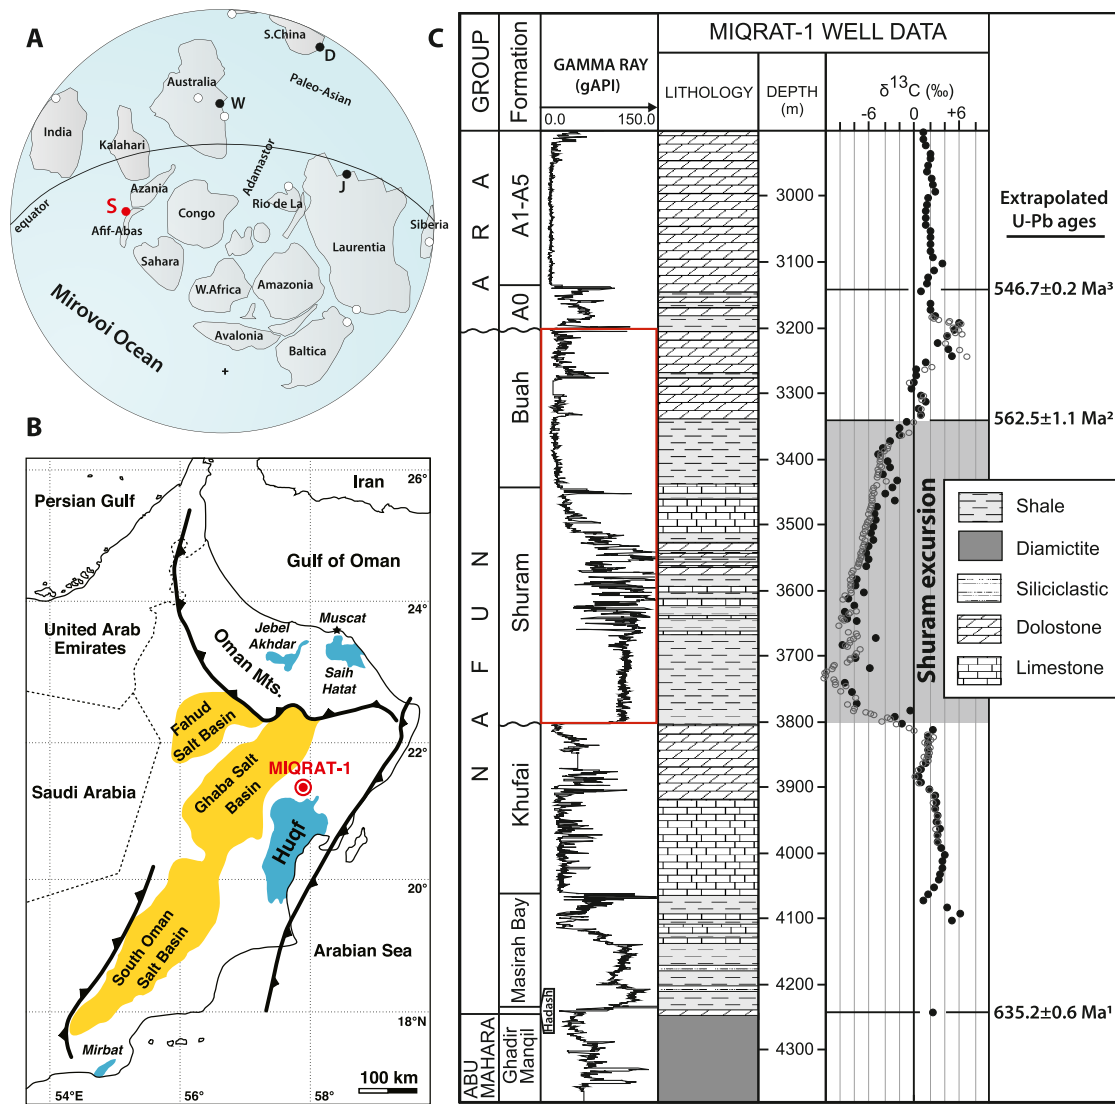 A
S.China
D
Paleo-Asian
Australia
W
India
Kalahari
Adamastor
J
equator
Azania
S
Congo
Rio de La
Siberia
Afif-Abas
Laurentia
Sahara
W.Africa
Amazonia
Mirovoi Ocean
Avalonia
Baltica
+
B
26°
Iran
Persian Gulf
Gulf of Oman
24°
United Arab
Emirates
Muscat
Jebel
Akhdar
Oman Mts.
Saih
Hatat
Fahud
Salt Basin
22°
Ghaba Salt
Basin
MIQRAT-1
Saudi Arabia
Huqf
20°
South Oman
Salt Basin
Arabian Sea
18°N
Mirbat
100 km
54°E
56°
58°
C
GROUP
Formation
MIQRAT-1 WELL DATA
GAMMA RAY
(gAPI)
0.0
150.0
LITHOLOGY
DEPTH
(m)
δ13C (‰)
-6
0
+6
Extrapolated
U-Pb ages
ARA
A1-A5
A0
NAFUN
Buah
Shuram
Khufai
Masirah Bay
Hadash
ABU
MAHARA
Ghadir
Manqil
3000
3100
546.7±0.2 Ma³
3200
3300
562.5±1.1 Ma²
3400
3500
3600
3700
3800
3900
4000
4100
4200
635.2±0.6 Ma¹
4300
Shuram excursion
Shale
Diamictite
Siliciclastic
Dolostone
Limestone